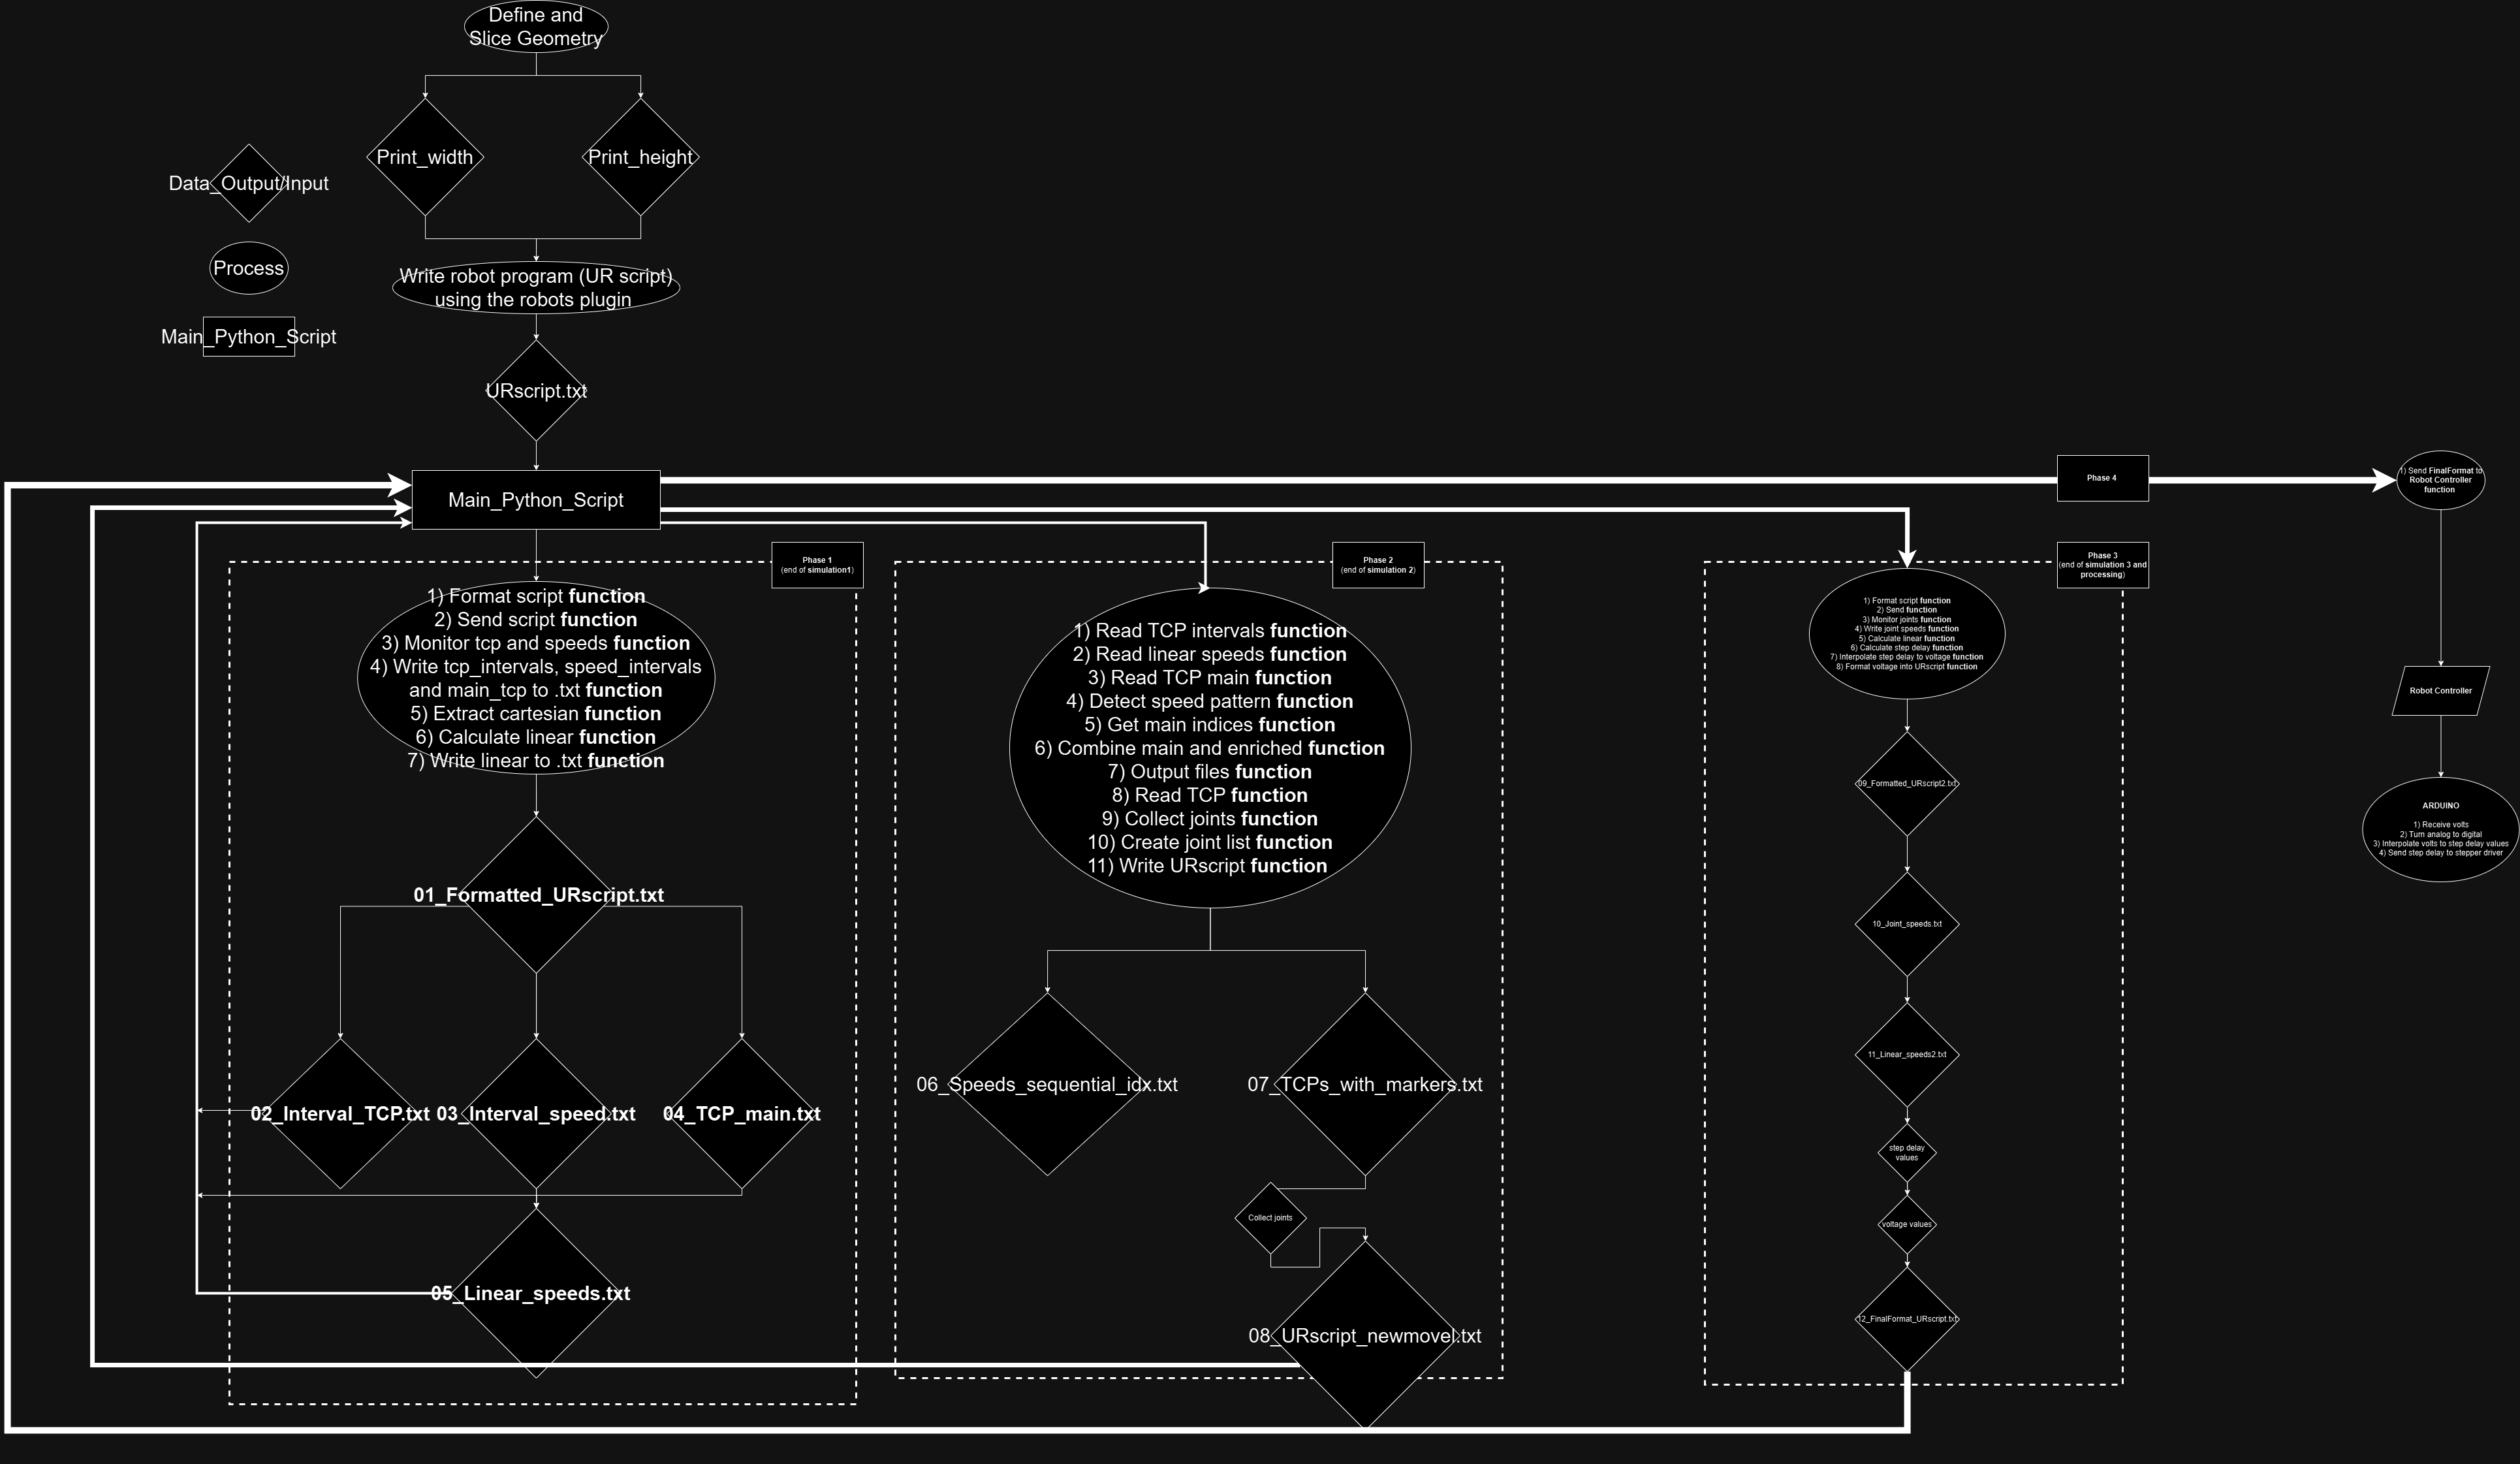 Define and
Slice Geometry
Print_width
Print_height
Data_Output/Input
Process
Main_Python_Script
Write robot program (UR script)
using the robots plugin
URscript.txt
Main_Python_Script
Phase 1
(end of simulation1)
1) Format script function
2) Send script function
3) Monitor tcp and speeds function
4) Write tcp_intervals, speed_intervals
and main_tcp to .txt function
5) Extract cartesian function
6) Calculate linear function
7) Write linear to .txt function
01_Formatted_URscript.txt
02_Interval_TCP.txt
03_Interval_speed.txt
04_TCP_main.txt
05_Linear_speeds.txt
Phase 2
(end of simulation 2)
1) Read TCP intervals function
2) Read linear speeds function
3) Read TCP main function
4) Detect speed pattern function
5) Get main indices function
6) Combine main and enriched function
7) Output files function
8) Read TCP function
9) Collect joints function
10) Create joint list function
11) Write URscript function
06_Speeds_sequential_idx.txt
07_TCPs_with_markers.txt
Collect joints
08_URscript_newmovel.txt
Phase 3
(end of simulation 3 and
processing)
1) Format script function
2) Send function
3) Monitor joints function
4) Write joint speeds function
5) Calculate linear function
6) Calculate step delay function
7) Interpolate step delay to voltage function
8) Format voltage into URscript function
09_Formatted_URscript2.txt
10_Joint_speeds.txt
11_Linear_speeds2.txt
step delay
values
voltage values
12_FinalFormat_URscript.txt
Phase 4
1) Send FinalFormat to
Robot Controller
function
Robot Controller
ARDUINO
1) Receive volts
2) Turn analog to digital
3) Interpolate volts to step delay values
4) Send step delay to stepper driver